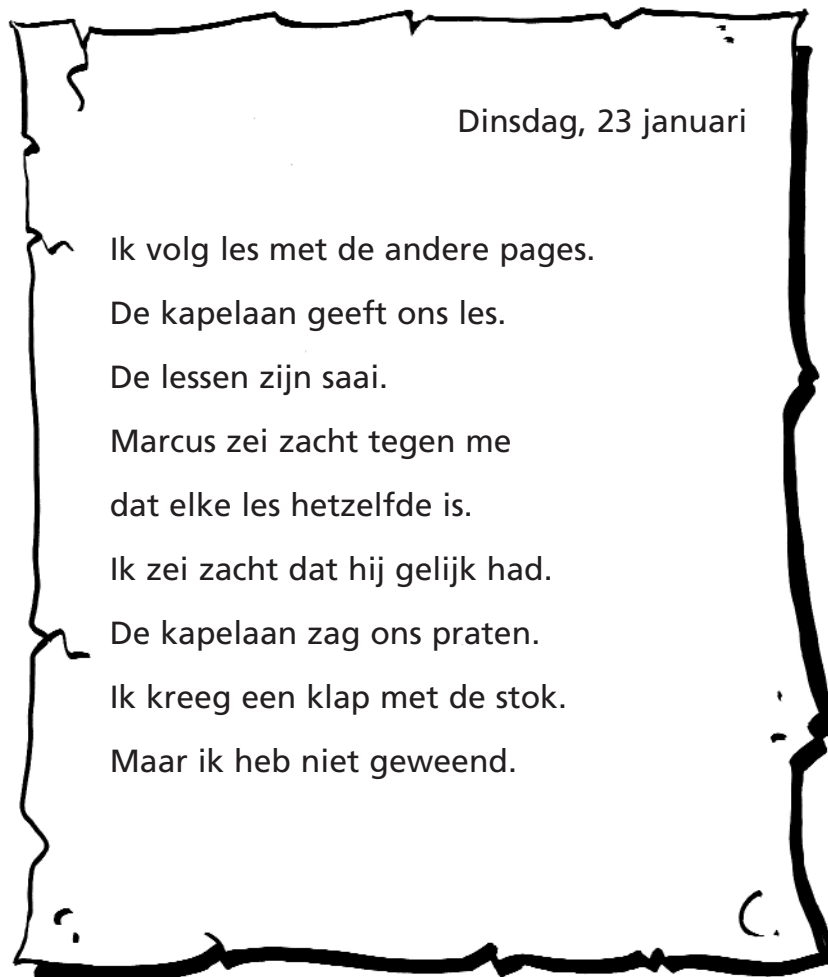 Dinsdag, 23 januari
Ik volg les met de andere pages.
De kapelaan geeft ons les.
De lessen zijn saai.
Marcus zei zacht tegen me
dat elke les hetzelfde is.
Ik zei zacht dat hij gelijk had.
De kapelaan zag ons praten.
Ik kreeg een klap met de stok.
Maar ik heb niet geweend.